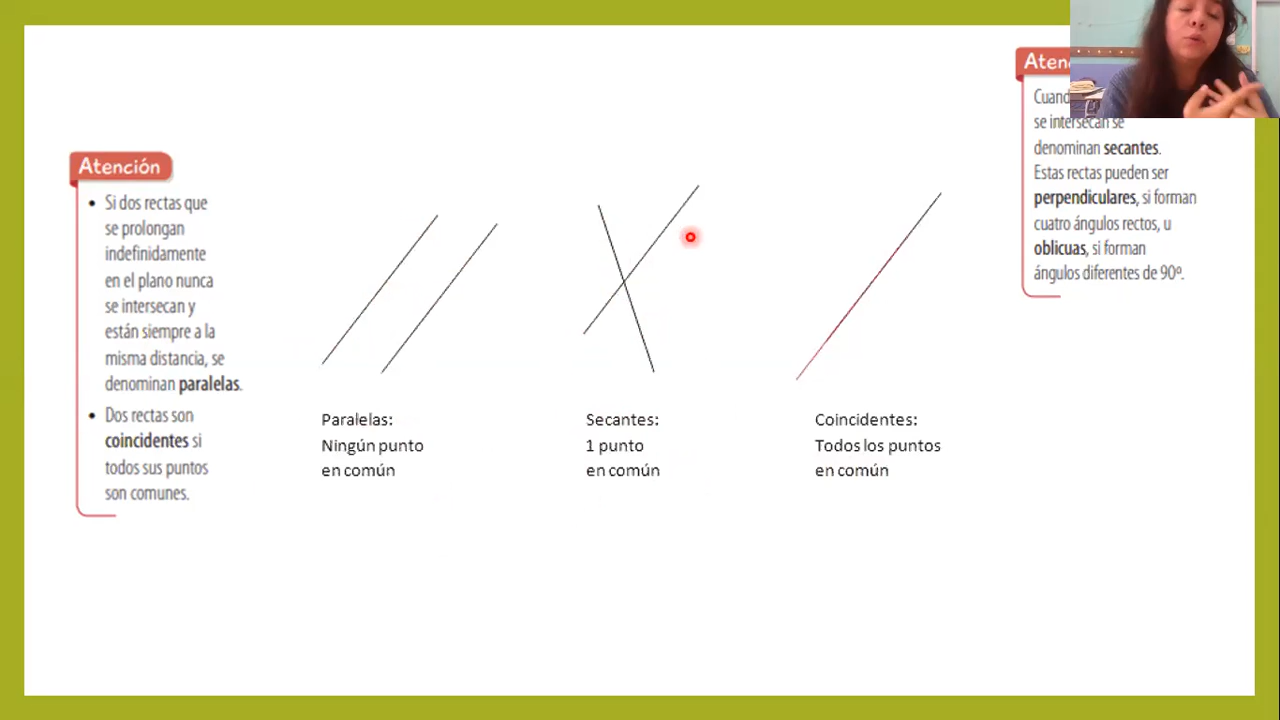 Atención
• Si dos rectas que
se prolongan
indefinidamente
en el plano nunca
se intersecan y
están siempre a la
misma distancia, se
denominan paralelas.
• Dos rectas son
coincidentes si
todos sus puntos
son comunes.
Paralelas:
Ningún punto
en común
Secantes:
1 punto
en común
Coincidentes:
Todos los puntos
en común
se intersecan se
denominan secantes.
Estas rectas pueden ser
perpendiculares, si forman
cuatro ángulos rectos, u
oblicuas, si forman
ángulos diferentes de 90º.